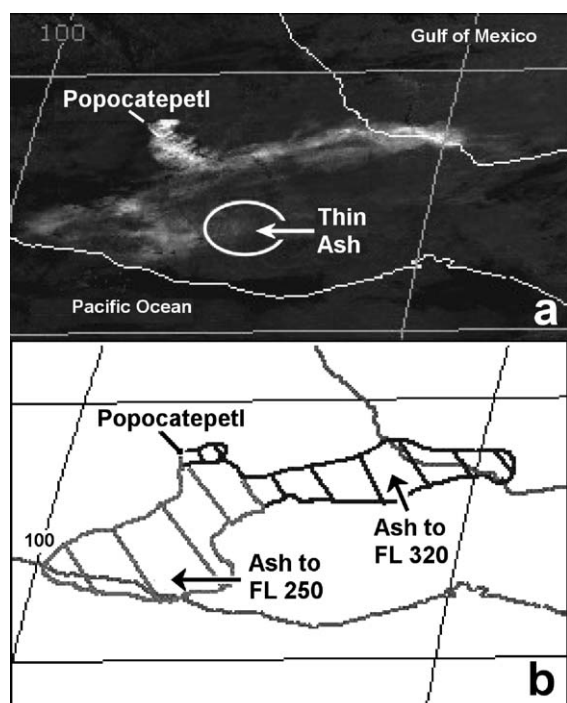 100
Gulf of Mexico
Popocatepetl
Thin
Ash
Pacific Ocean
a
Popocatepetl
100
Ash to
FL 320
Ash to
FL 250
b